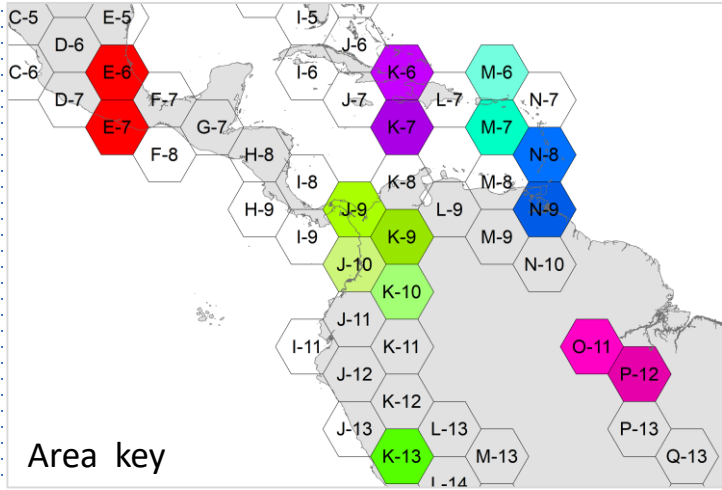 C-5 E-5 I-5
D-6 J-6
C-6 E-6 I-6 K-6 M-6
D-7 F-7 J-7 L-7 N-7
E-7 G-7 K-7 M-7
F-8 H-8 N-8
I-8 K-8 M-8
H-9 J-9 L-9 N-9
I-9 K-9 M-9
J-10 N-10
K-10
J-11
I-11 K-11 O-11
J-12 P-12
K-12
J-13 L-13 P-13
K-13 M-13 Q-13
Area key
L-14